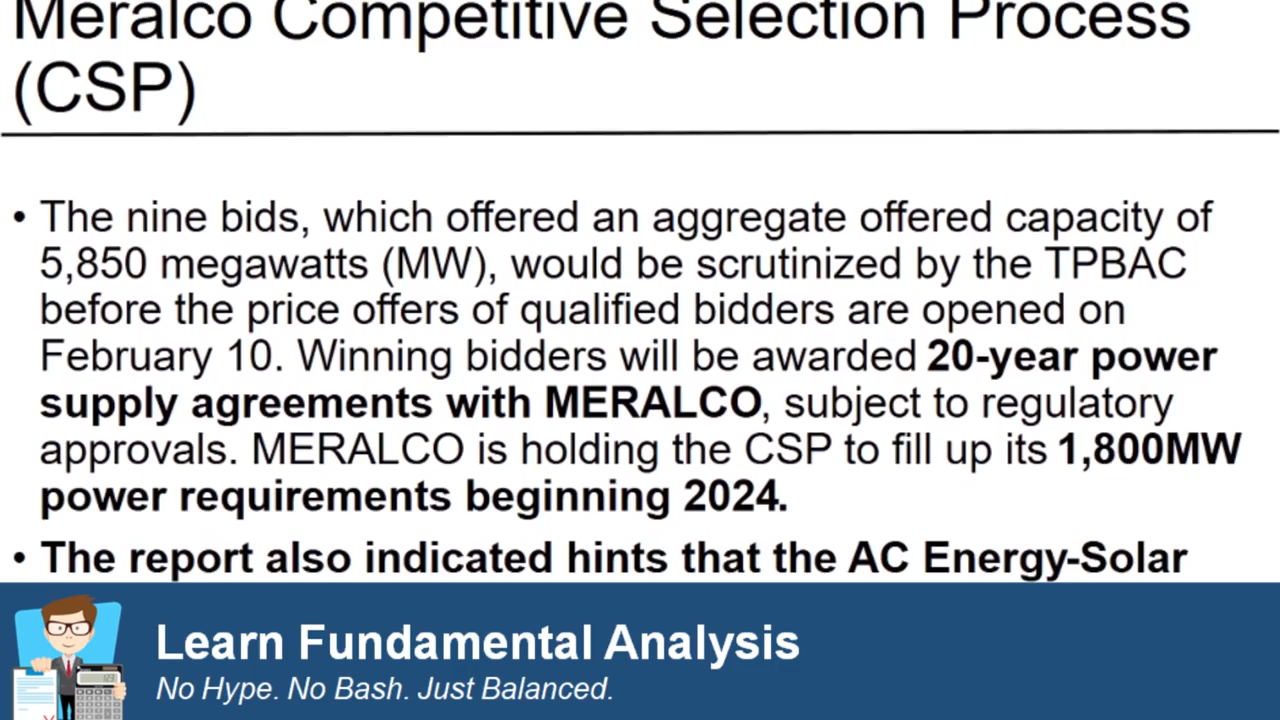 Meralco Competitive Selection Process
(CSP)
• The nine bids, which offered an aggregate offered capacity of
5,850 megawatts (MW), would be scrutinized by the TPBAC
before the price offers of qualified bidders are opened on
February 10. Winning bidders will be awarded 20-year power
supply agreements with MERALCO, subject to regulatory
approvals. MERALCO is holding the CSP to fill up its 1,800MW
power requirements beginning 2024.
• The report also indicated hints that the AC Energy-Solar
Learn Fundamental Analysis
No Hype. No Bash. Just Balanced.